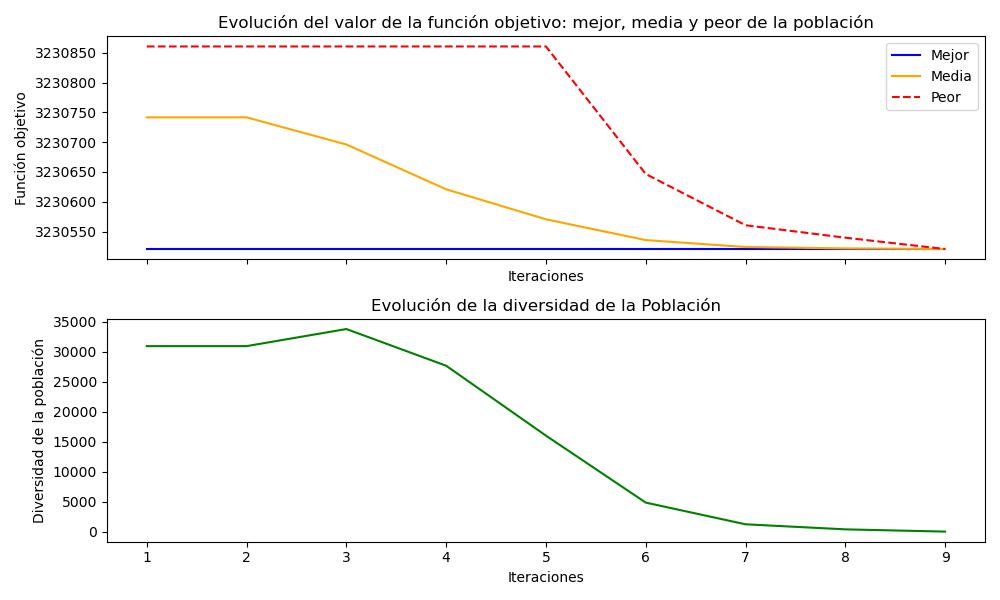 Evolución del valor de la función objetivo: mejor, media y peor de la población
Función objetivo
3230850
3230800
3230750
3230700
3230650
3230600
3230550
Mejor
Media
Peor
Iteraciones
Evolución de la diversidad de la Población
Diversidad de la población
35000
30000
25000
20000
15000
10000
5000
0
1 2 3 4 5 6 7 8 9
Iteraciones